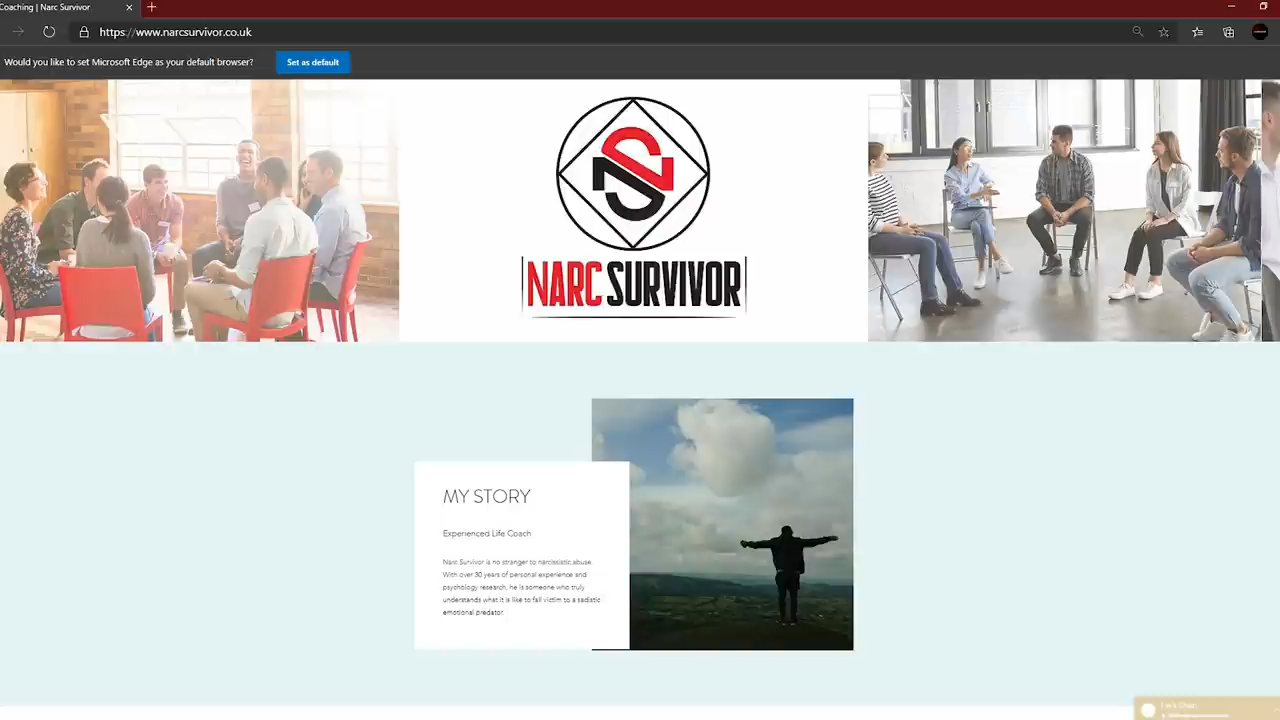 Coaching | Narc Survivor
https://www.narcsurvivor.co.uk
Would you like to set Microsoft Edge as your default browser?
Set as default
NARC SURVIVOR
MY STORY
Experienced Life Coach
Narc Survivor is no stranger to narcissistic abuse.
With over 30 years of personal experience and
psychology research, he is someone who truly
understands what it is like to fall victim to a sadistic
emotional predator.
Let's Chat